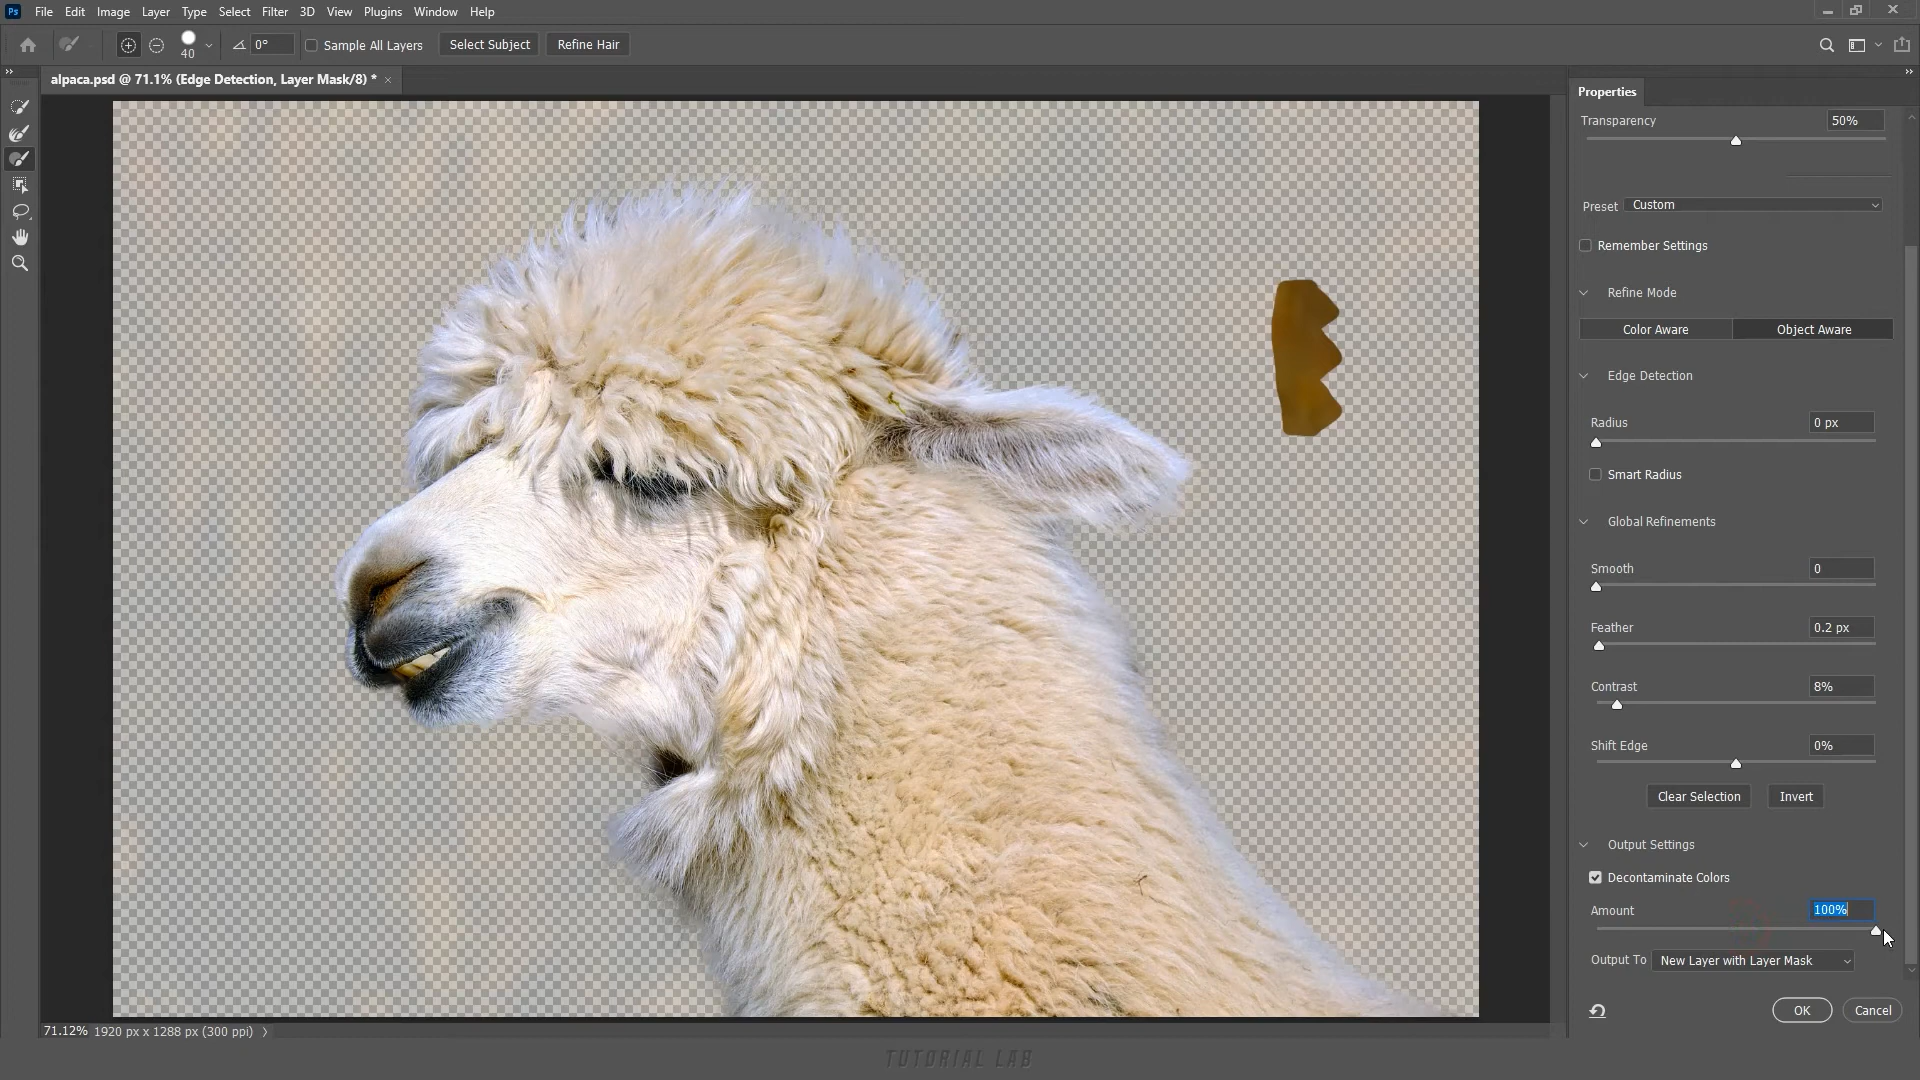 Ps File Edit Image Layer Type Select Filter 3D View Plugins Window Help
40 0° Sample All Layers Select Subject Refine Hair
alpaca.psd @ 71.1% (Edge Detection, Layer Mask/8) * ×
Properties
Transparency 50%
Preset Custom
Remember Settings
Refine Mode
Color Aware Object Aware
Edge Detection
Radius 0 px
Smart Radius
Global Refinements
Smooth 0
Feather 0.2 px
Contrast 8%
Shift Edge 0%
Clear Selection Invert
Output Settings
Decontaminate Colors
Amount 100%
Output To New Layer with Layer Mask
OK Cancel
71.12% 1920 px x 1288 px (300 ppi)
TUTORIAL LAB